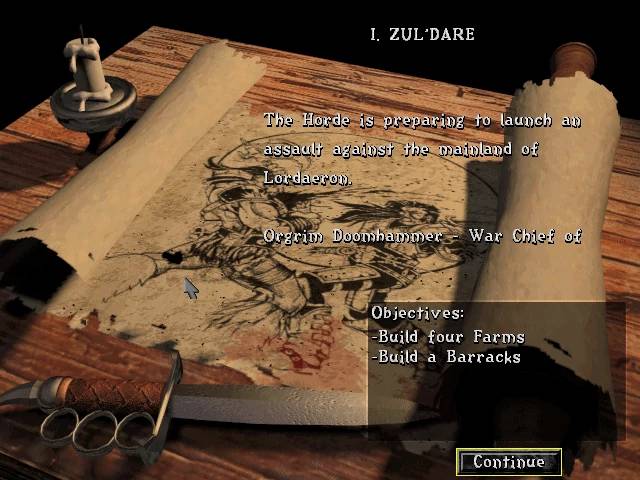 I. ZUL'DARE
The Horde is preparing to launch an
assault against the mainland of
Lordaeron.
Orgrim Doomhammer - War Chief of
Objectives:
-Build four Farms
-Build a Barracks
Continue